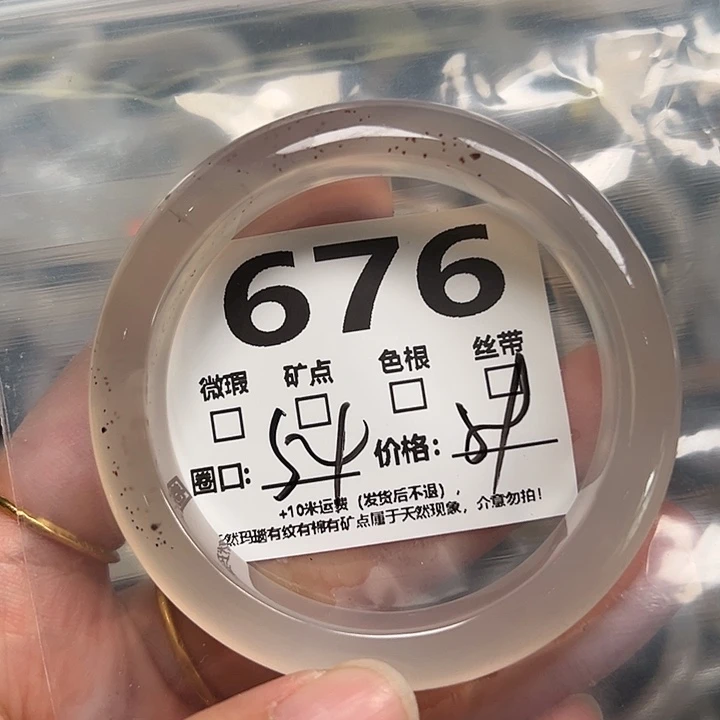 676
微瑕 矿点 色根 丝带
圈口: 54 价格:
+10米运费 (发货后不退),
然玛瑙有纹有棉有矿点属于天然现象, 介意勿拍!